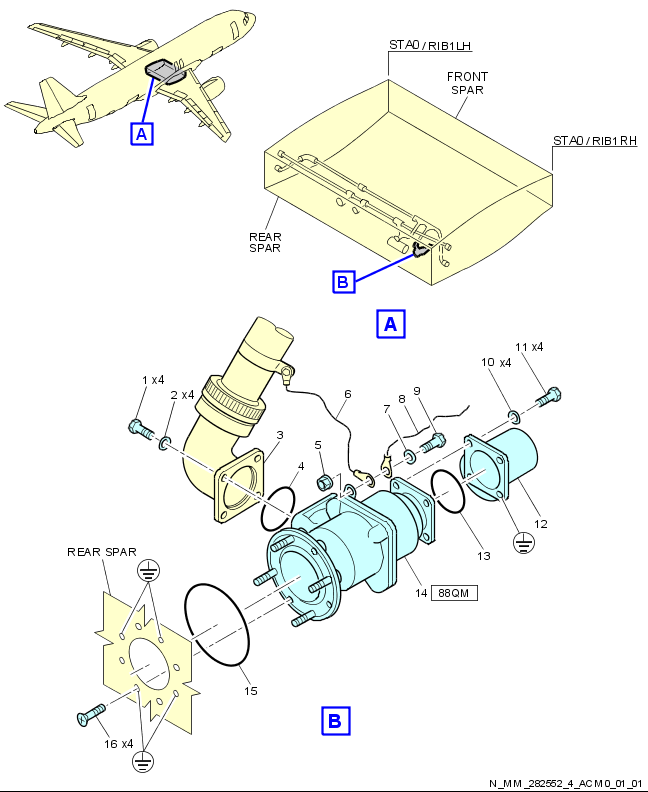 STA0/RIB1LH
FRONT
SPAR
STA0/RIB1RH
A
REAR
SPAR
B
A
11 x4
10 x4
1 x4
2 x4
6
7
8
9
3
4
5
12
13
14 88QM
REAR SPAR
15
16 x4
B
N_MM_282552_4_ACM0_01_01